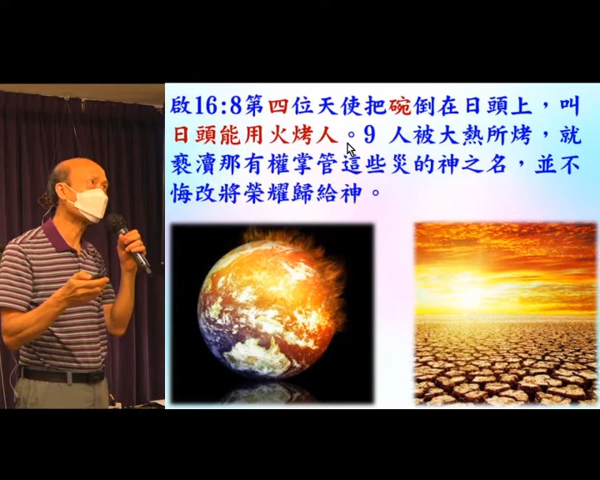 啟16:8第四位天使把碗倒在日頭上，叫
日頭能用火烤人。9 人被大熱所烤，就
褻瀆那有權掌管這些災的神之名，並不
悔改將榮耀歸給神。